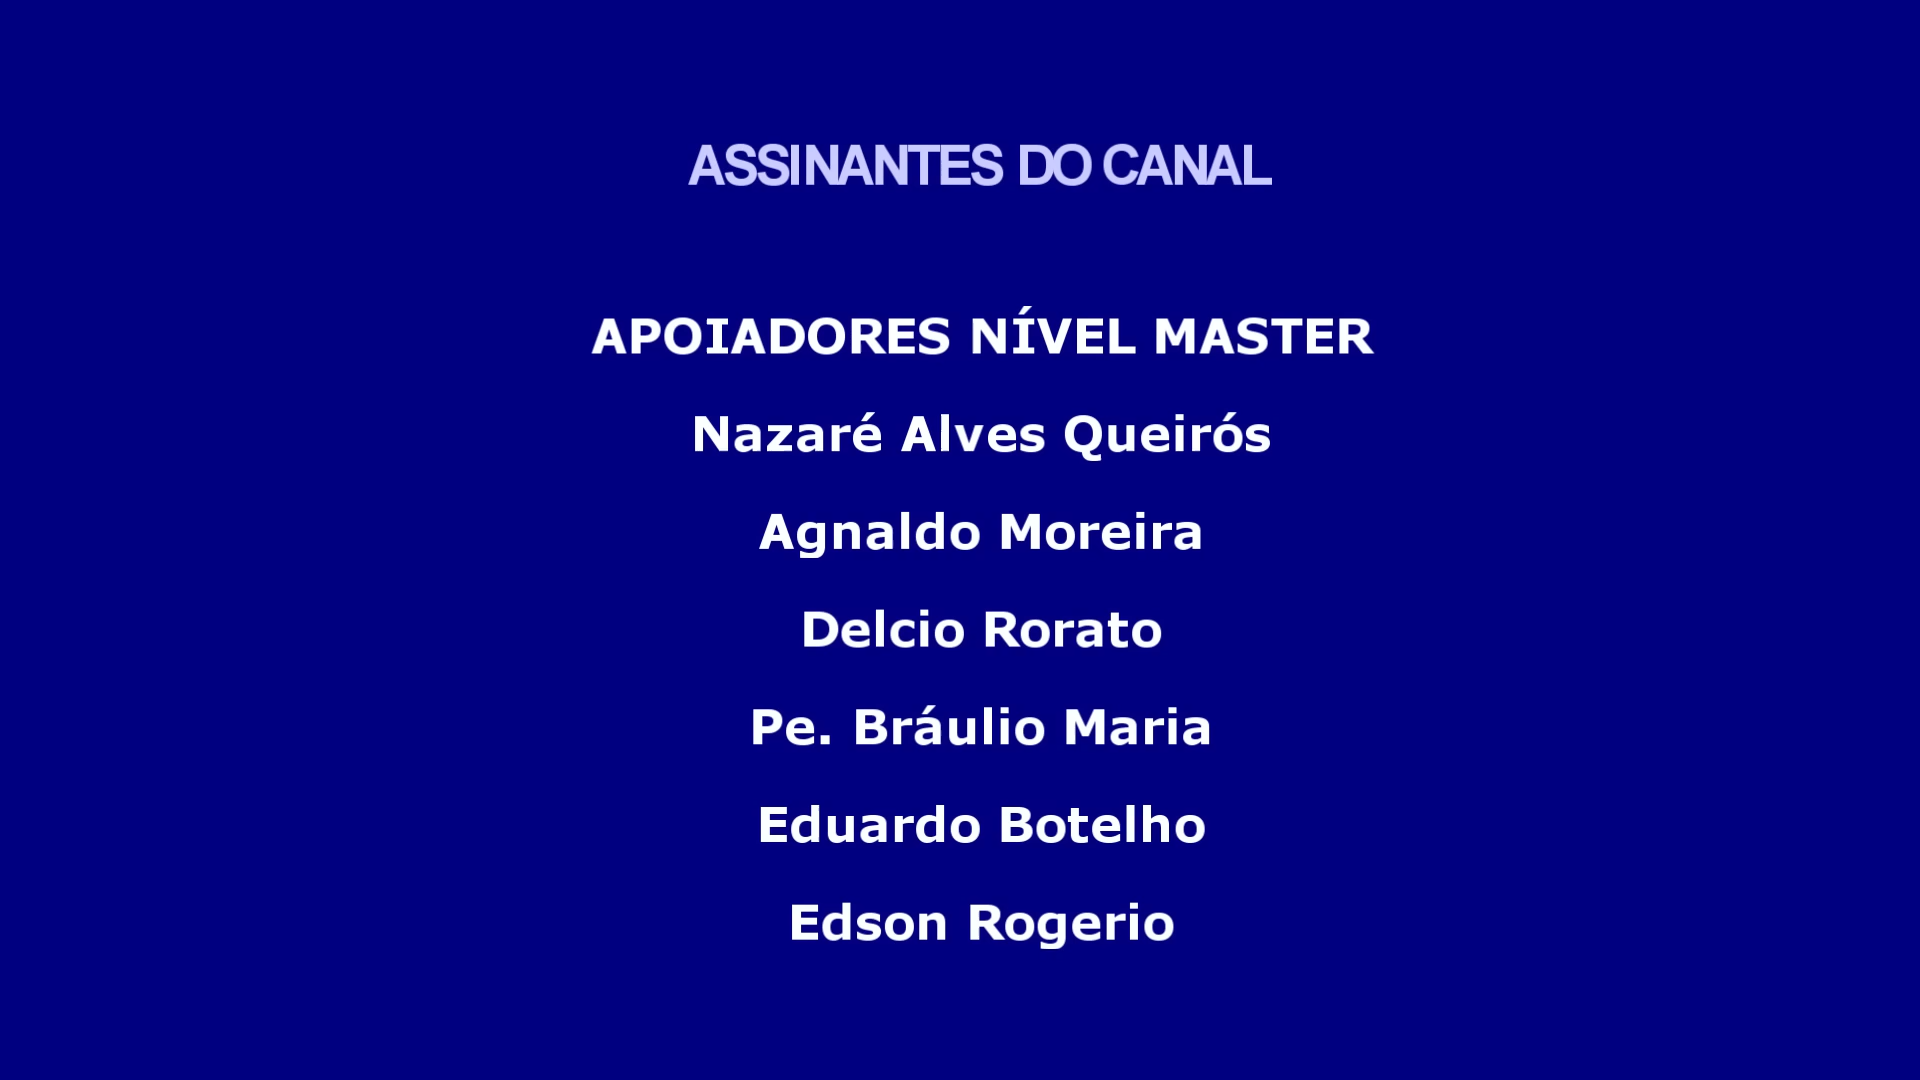 ASSINANTES DO CANAL
APOIADORES NÍVEL MASTER
Nazaré Alves Queirós
Agnaldo Moreira
Delcio Rorato
Pe. Bráulio Maria
Eduardo Botelho
Edson Rogerio